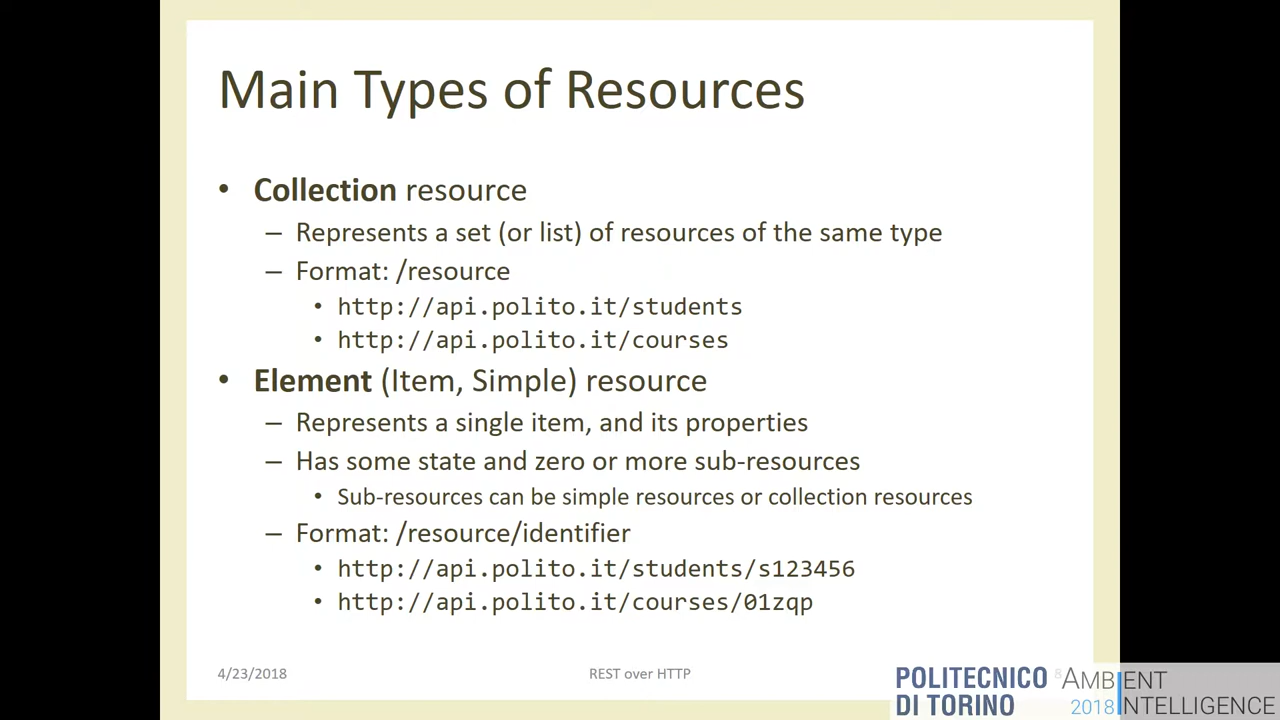 Main Types of Resources
• Collection resource
– Represents a set (or list) of resources of the same type
– Format: /resource
• http://api.polito.it/students
• http://api.polito.it/courses
• Element (Item, Simple) resource
– Represents a single item, and its properties
– Has some state and zero or more sub-resources
• Sub-resources can be simple resources or collection resources
– Format: /resource/identifier
• http://api.polito.it/students/s123456
• http://api.polito.it/courses/01zqp
4/23/2018
REST over HTTP
8
POLITECNICO
DI TORINO
AMBIENT
2018 INTELLIGENCE